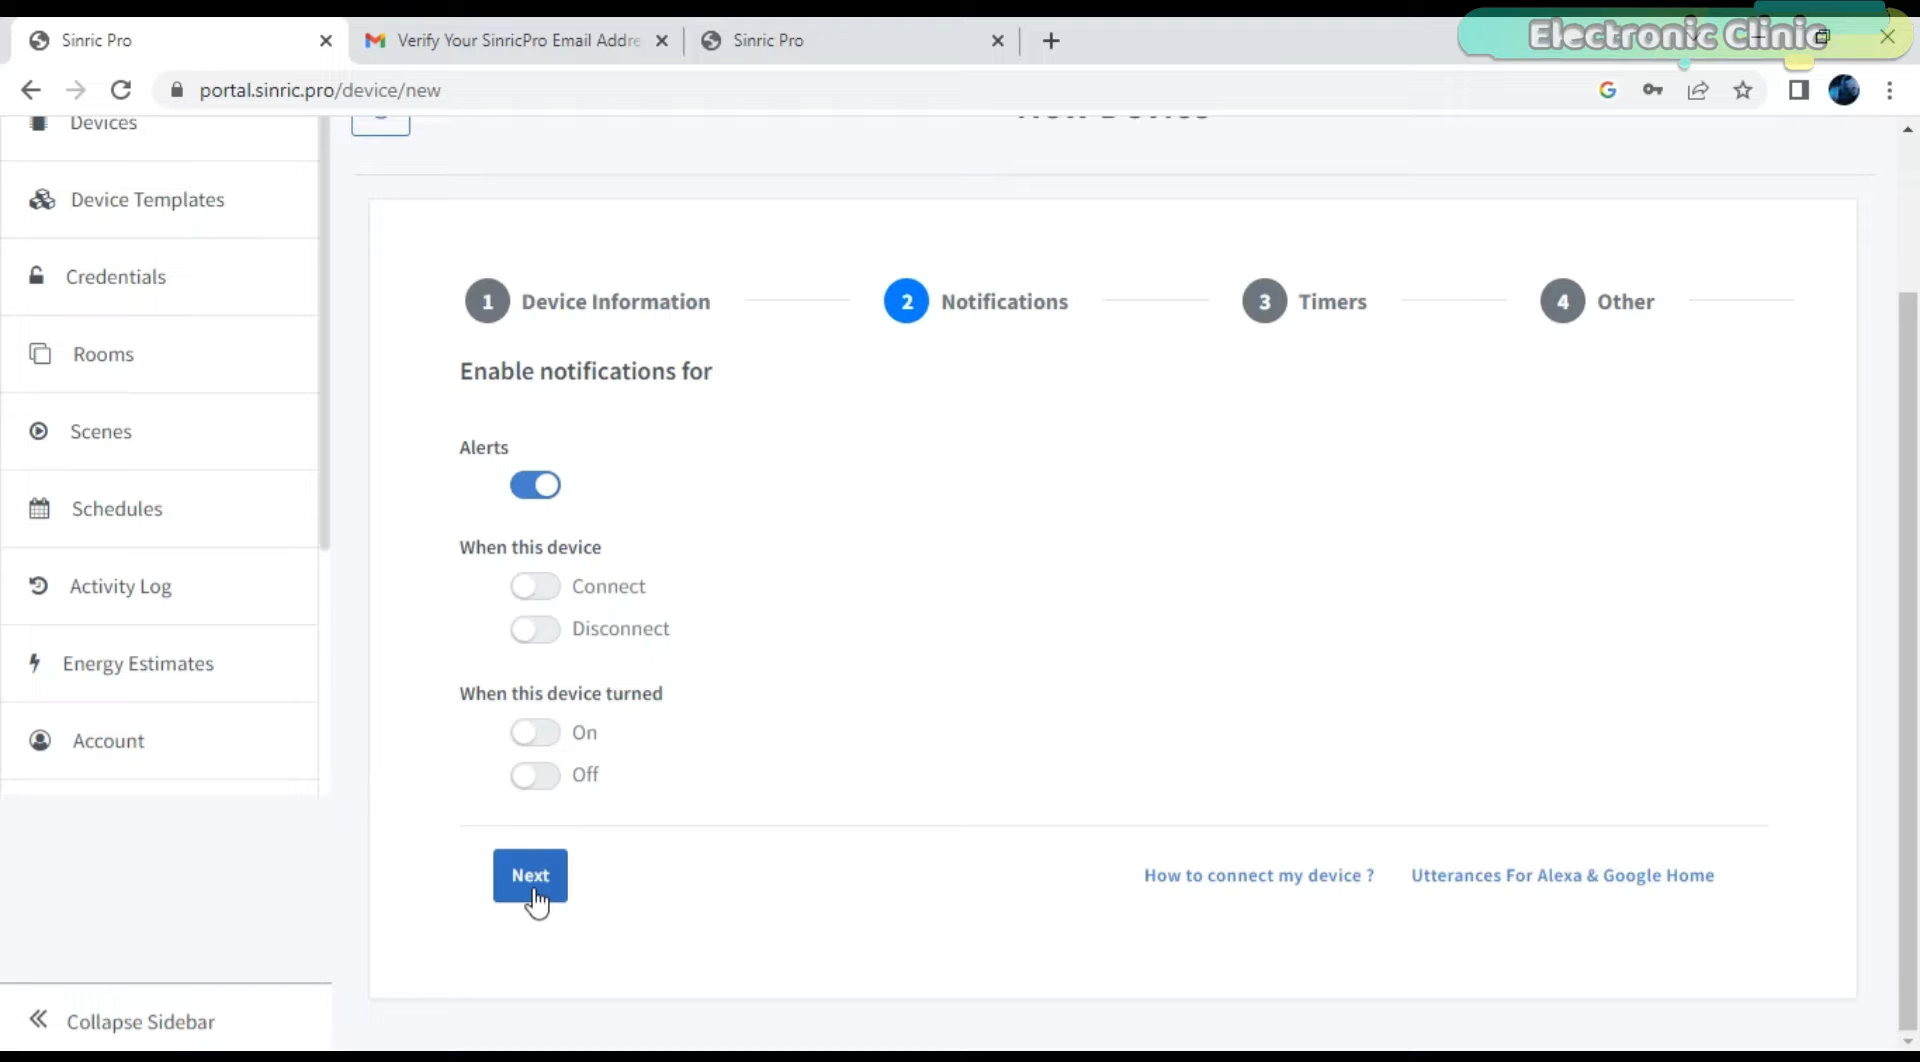 Sinric Pro
Verify Your SinricPro Email Addre
Sinric Pro
Electronic Clinic
portal.sinric.pro/device/new
Devices
Device Templates
Credentials
Rooms
Scenes
Schedules
Activity Log
Energy Estimates
Account
Collapse Sidebar
New Device
1 Device Information
2 Notifications
3 Timers
4 Other
Enable notifications for
Alerts
When this device
Connect
Disconnect
When this device turned
On
Off
Next
How to connect my device ?
Utterances For Alexa & Google Home